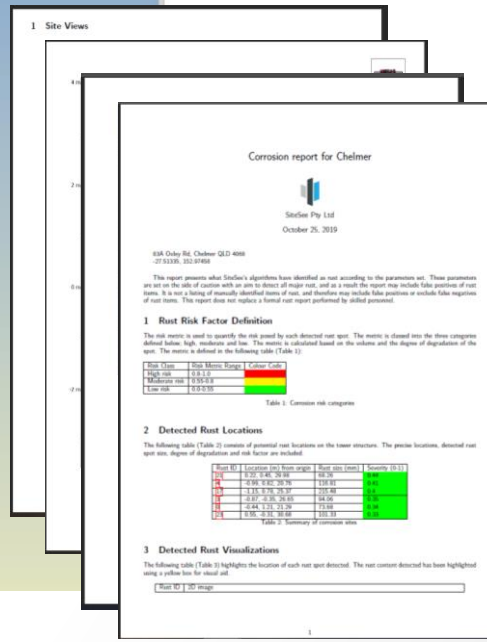 1 Site Views
Corrosion report for Chelmer
SiteSee Pty Ltd
October 25, 2019
83A Oxley Rd, Chelmer QLD 4068
This report presents what SiteSee's algorithms have identified as rust according to the parameters set. These parameters
are set on the side of caution with an aim to detect all major rust, and as a result the report may include false positives of rust
items. It is not a listing of manually identified items of rust, and therefore may include false positives or exclude false negatives
of rust items. This report does not replace a formal rust report performed by skilled personnel.
1 Rust Risk Factor Definition
The risk metric is used to quantify the risk posed by each detected rust spot. The metric is classed into the three categories
defined below: high, moderate and low. The metric is calculated based on the volume and the degree of degradation of the
spot. The metric is defined in the following table (Table 1):
Risk Class Risk Metric Range Colour Code
High risk 0.8-1.0
Moderate risk 0.55-0.8
Low risk 0.0-0.55
Table 1: Corrosion risk categories
2 Detected Rust Locations
The following table (Table 2) consists of potential rust locations on the tower structure. The precise locations, detected rust
spot size, degree of degradation and risk factor are included.
Rust ID Location (m) from origin Rust size (mm) Severity (0-1)
Table 2: Summary of corrosion sites
3 Detected Rust Visualizations
The following table (Table 3) highlights the location of each rust spot detected. The rust content detected has been highlighted
using a yellow box for visual aid.
Rust ID 2D image
1